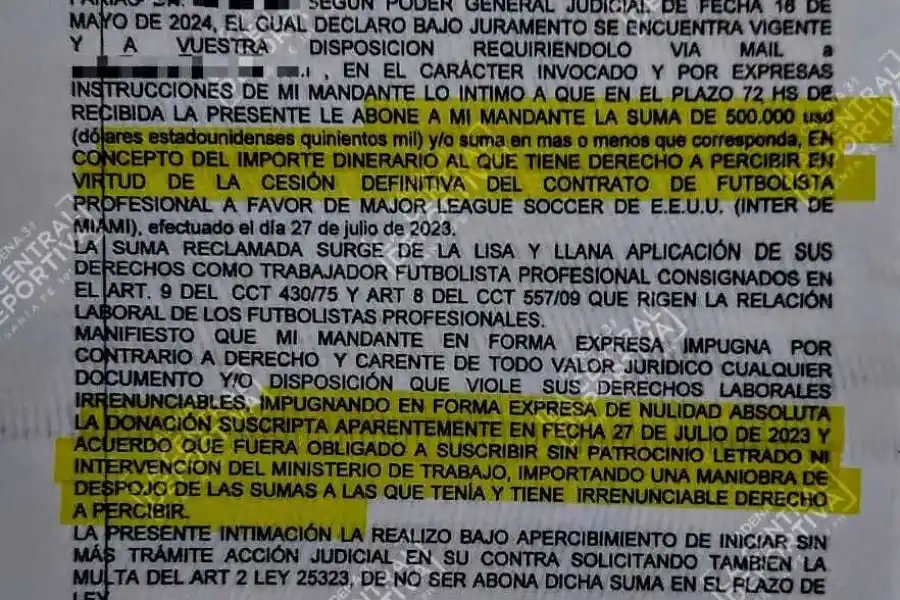 SEGÚN PODER GENERAL JUDICIAL DE FECHA 16 DE
MAYO DE 2024, EL CUAL DECLARO BAJO JURAMENTO SE ENCUENTRA VIGENTE
Y A VUESTRA DISPOSICION REQUIRIENDOLO VIA MAIL a
, EN EL CARÁCTER INVOCADO Y POR EXPRESAS
INSTRUCCIONES DE MI MANDANTE LO INTIMO A QUE EN EL PLAZO 72 HS DE
RECIBIDA LA PRESENTE LE ABONE A MI MANDANTE LA SUMA DE 500.000 usd
(dólares estadounidenses quinientos mil) y/o suma en mas o menos que corresponda, EN
CONCEPTO DEL IMPORTE DINERARIO AL QUE TIENE DERECHO A PERCIBIR EN
VIRTUD DE LA CESIÓN DEFINITIVA DEL CONTRATO DE FUTBOLISTA
PROFESIONAL A FAVOR DE MAJOR LEAGUE SOCCER DE E.E.U.U. (INTER DE
MIAMI), efectuado el día 27 de julio de 2023.
LA SUMA RECLAMADA SURGE DE LA LISA Y LLANA APLICACIÓN DE SUS
DERECHOS COMO TRABAJADOR FUTBOLISTA PROFESIONAL CONSIGNADOS EN
EL ART. 9 DEL CCT 430/75 Y ART 8 DEL CCT 557/09 QUE RIGEN LA RELACIÓN
LABORAL DE LOS FUTBOLISTAS PROFESIONALES.
MANIFIESTO QUE MI MANDANTE EN FORMA EXPRESA IMPUGNA POR
CONTRARIO A DERECHO Y CARENTE DE TODO VALOR JURÍDICO CUALQUIER
DOCUMENTO Y/O DISPOSICIÓN QUE VIOLE SUS DERECHOS LABORALES
IRRENUNCIABLES, IMPUGNANDO EN FORMA EXPRESA DE NULIDAD ABSOLUTA
LA DONACIÓN SUSCRIPTA APARENTEMENTE EN FECHA 27 DE JULIO DE 2023 Y
ACUERDO QUE FUERA OBLIGADO A SUSCRIBIR SIN PATROCINIO LETRADO NI
INTERVENCIÓN DEL MINISTERIO DE TRABAJO, IMPORTANDO UNA MANIOBRA DE
DESPOJO DE LAS SUMAS A LAS QUE TENÍA Y TIENE IRRENUNCIABLE DERECHO
A PERCIBIR.
LA PRESENTE INTIMACIÓN LA REALIZO BAJO APERCIBIMIENTO DE INICIAR SIN
MÁS TRÁMITE ACCIÓN JUDICIAL EN SU CONTRA SOLICITANDO TAMBIÉN LA
MULTA DEL ART 2 LEY 25323, DE NO SER ABONA DICHA SUMA EN EL PLAZO DE
LEY